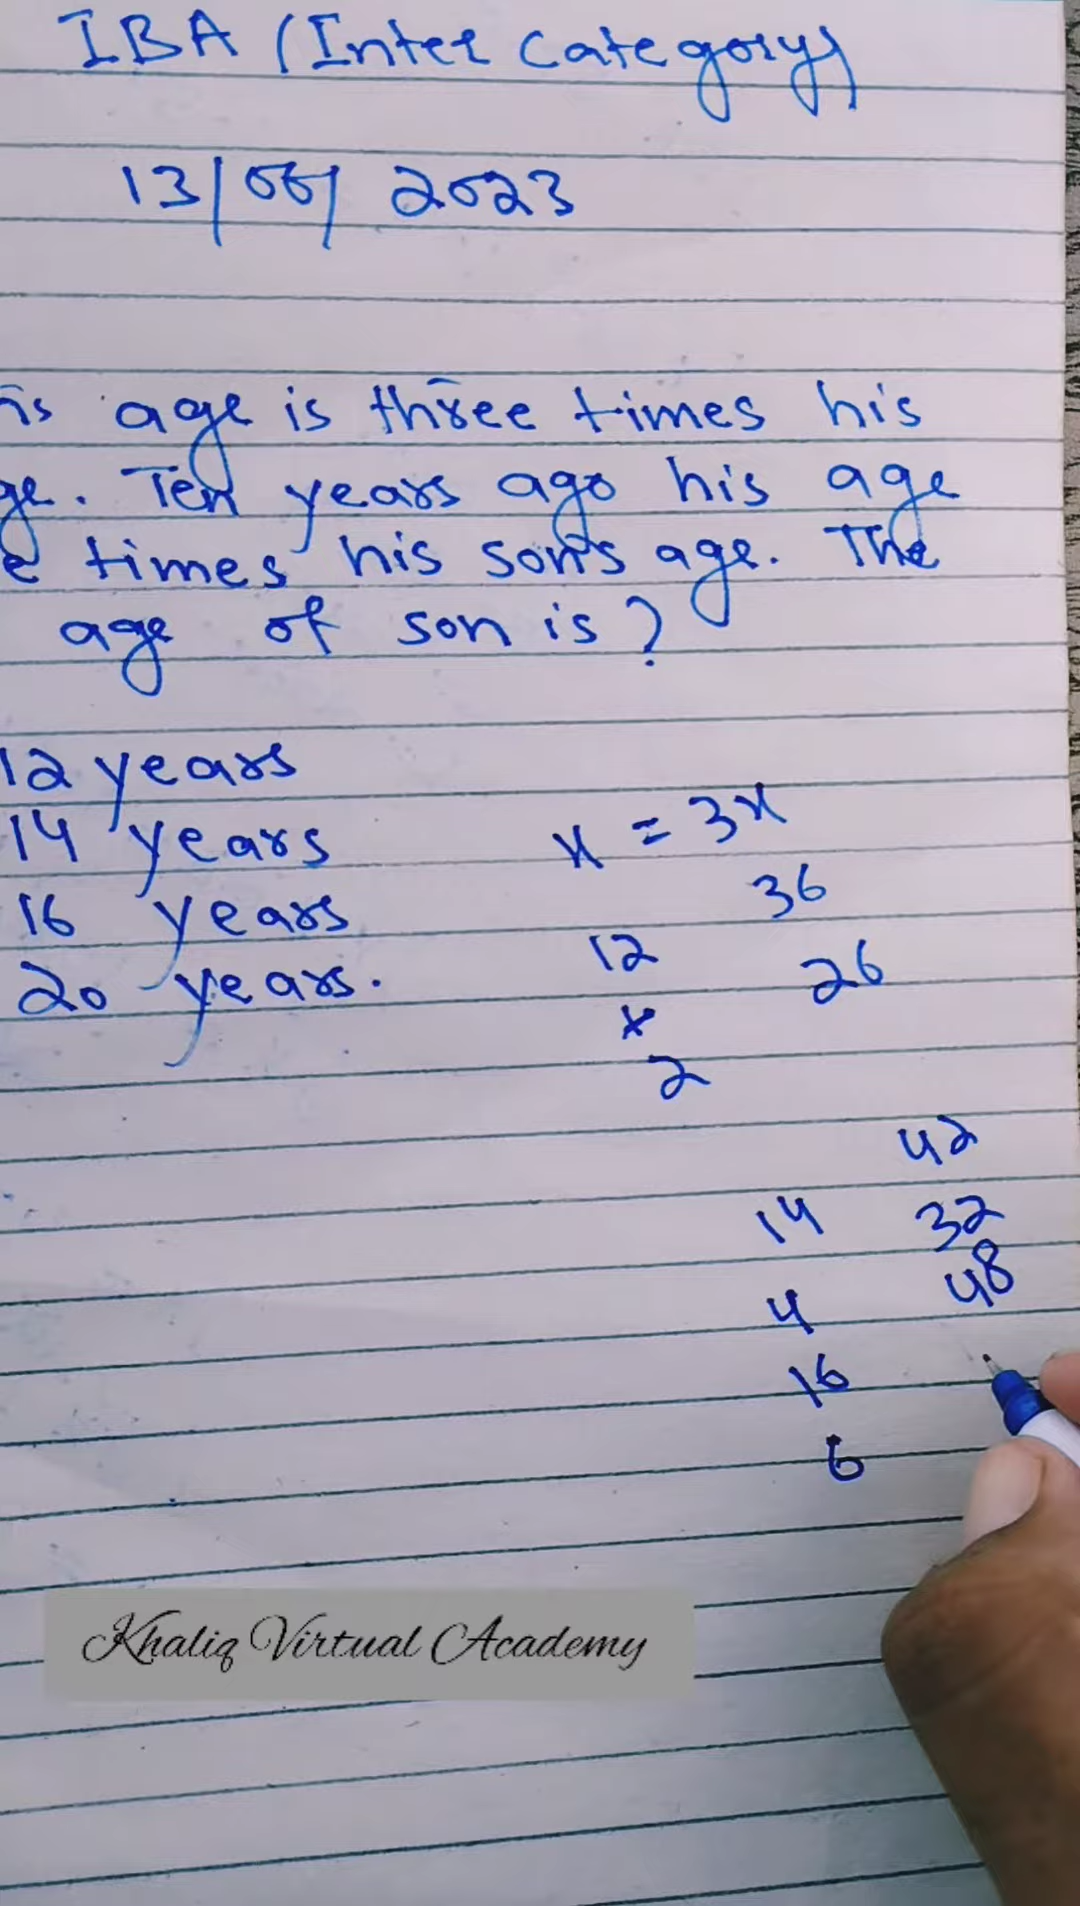 IBA (Inter Category)
13/06/2023
is age is three times his
ge. Ten years ago his age
e times his son's age. The
age of son is?
12 years
14 years
16 years
20 years.
x = 3x
36
12
26
x
2
42
14
32
48
4
16
6
Khaliq Virtual Academy